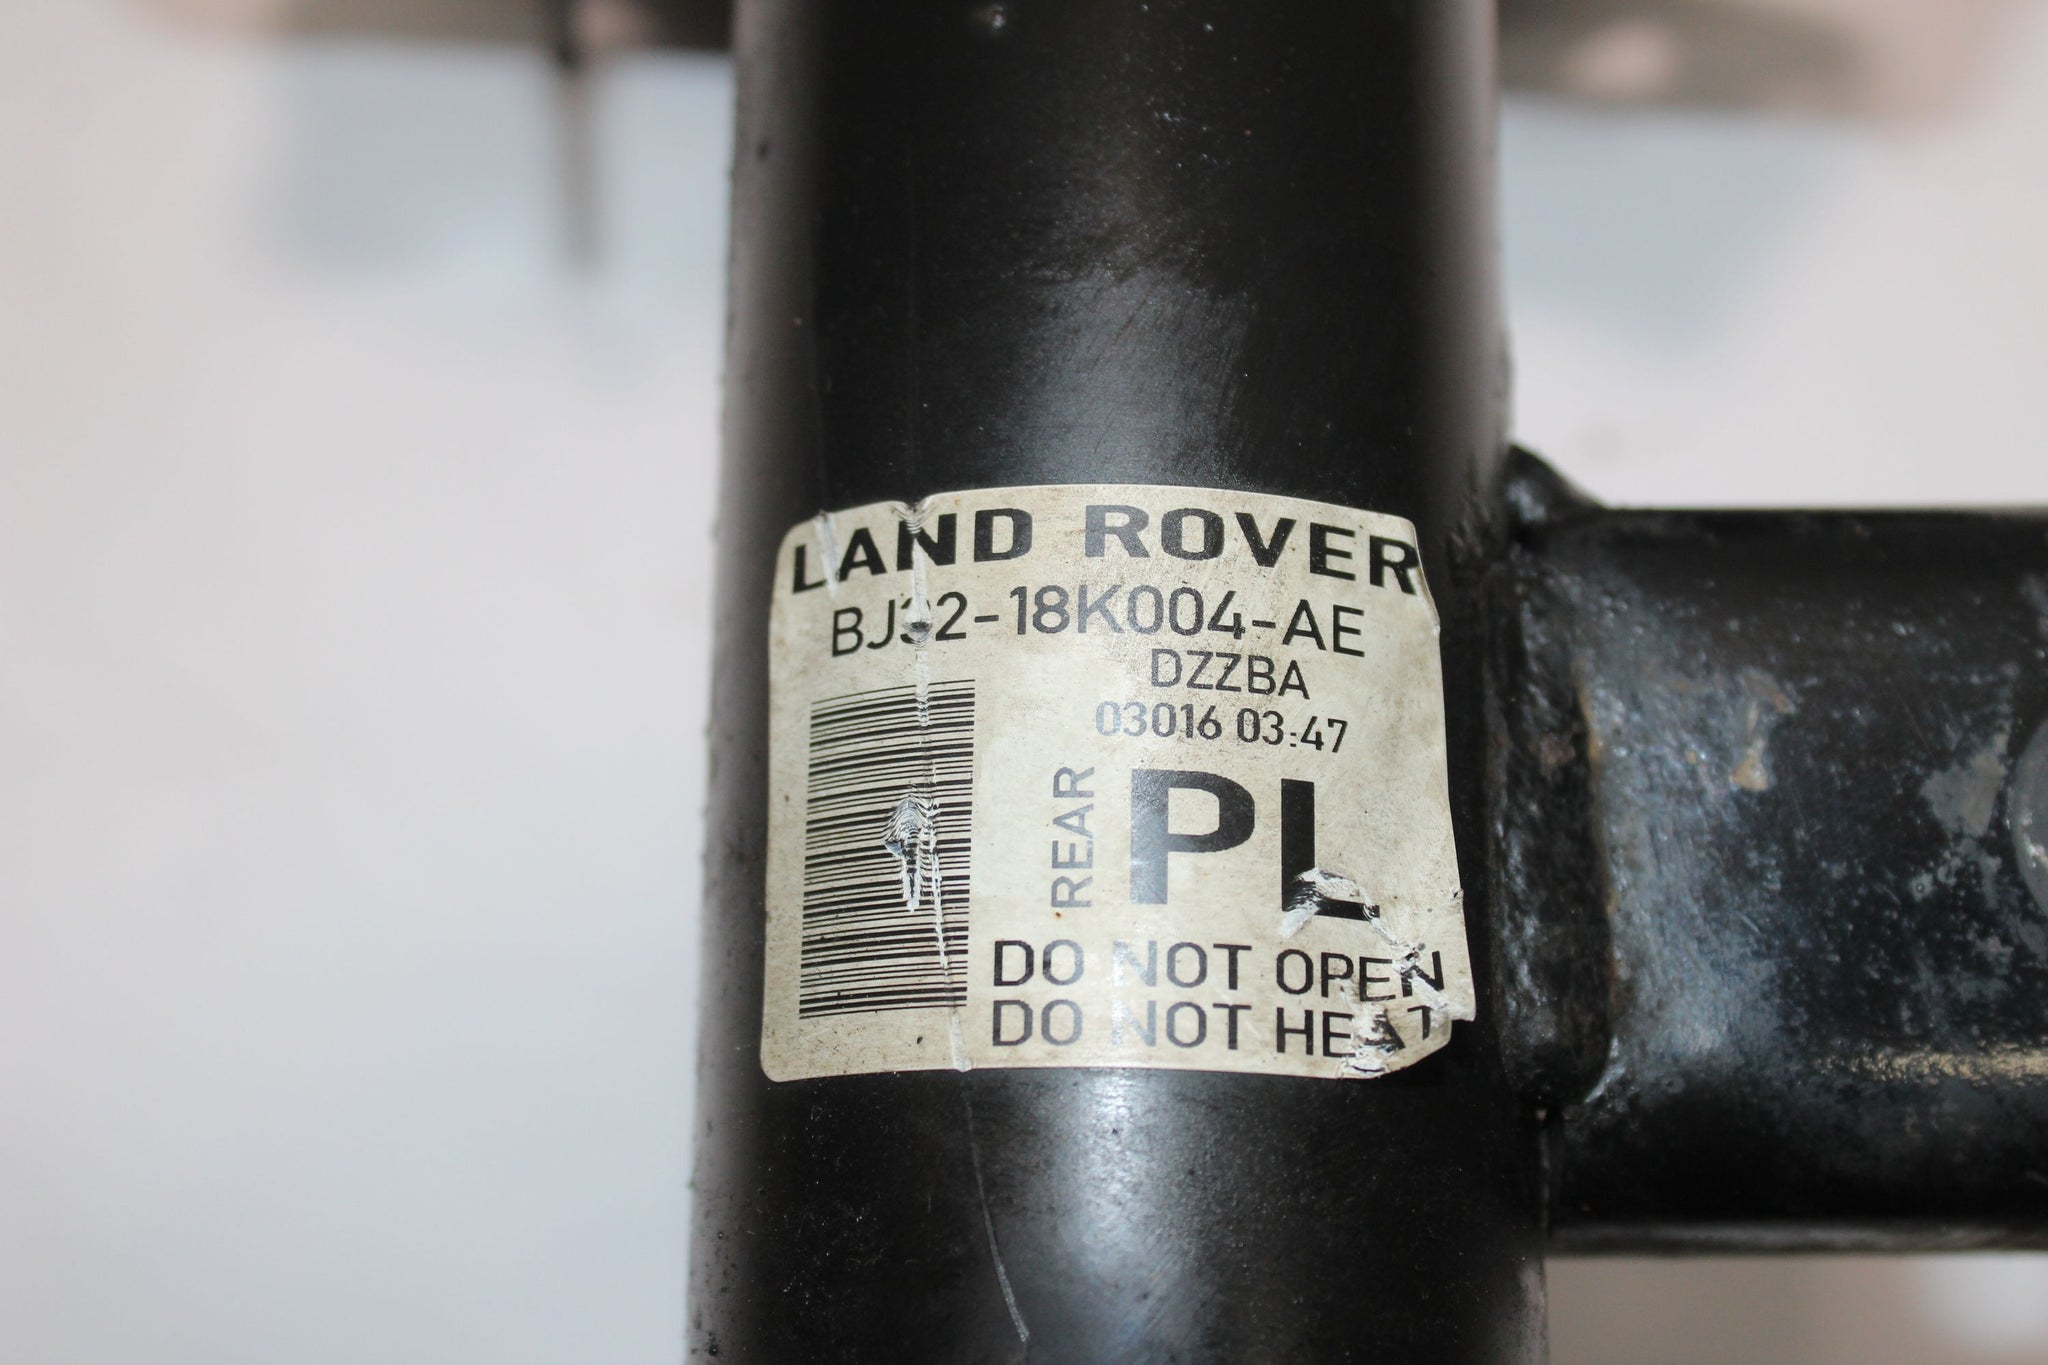 LAND ROVER
BJ32-18K004-AE
DZZBA
03016 03:47
REAR
PL
DO NOT OPEN
DO NOT HEAT